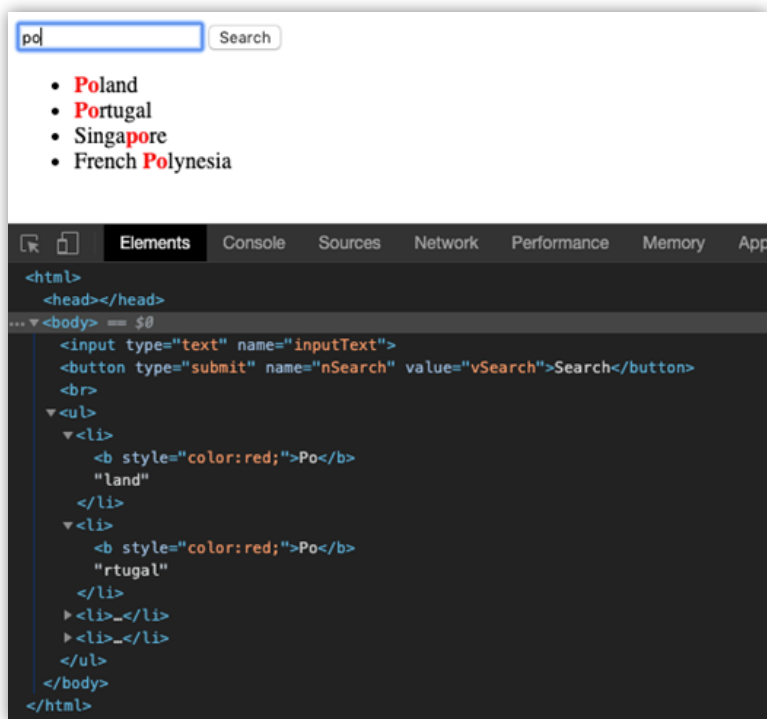 po Search
• Poland
• Portugal
• Singapore
• French Polynesia
Elements Console Sources Network Performance Memory App
<html>
<head></head>
... ▼<body> == $0
<input type="text" name="inputText">
<button type="submit" name="nSearch" value="vSearch">Search</button>
<br>
▼<ul>
▼<li>
<b style="color:red;">Po</b>
"land"
</li>
▼<li>
<b style="color:red;">Po</b>
"rtugal"
</li>
▶<li>…</li>
▶<li>…</li>
</ul>
</body>
</html>